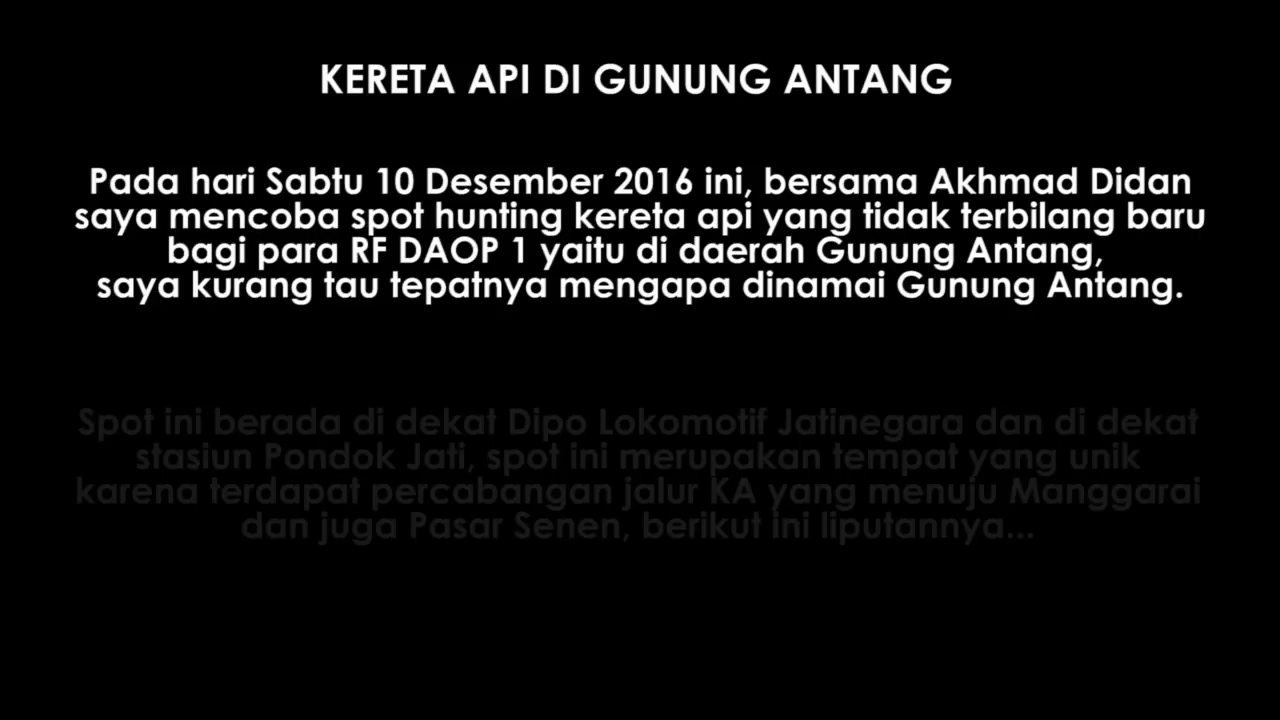 KERETA API DI GUNUNG ANTANG
Pada hari Sabtu 10 Desember 2016 ini, bersama Akhmad Didan
saya mencoba spot hunting kereta api yang tidak terbilang baru
bagi para RF DAOP 1 yaitu di daerah Gunung Antang,
saya kurang tau tepatnya mengapa dinamai Gunung Antang.
Spot ini berada di dekat Dipo Lokomotif Jatinegara dan di dekat
stasiun Pondok Jati, spot ini merupakan tempat yang unik
karena terdapat percabangan jalur KA yang menuju Manggarai
dan juga Pasar Senen, berikut ini liputannya...